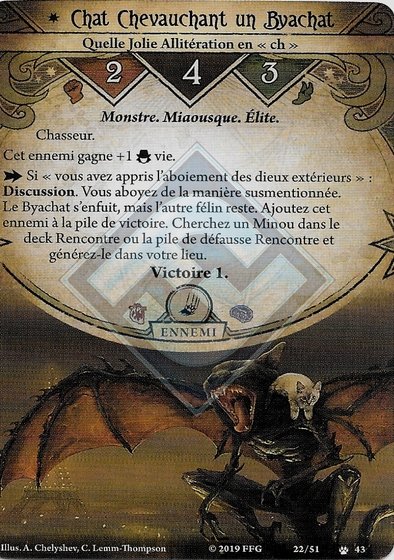 Chat Chevauchant un Byachat
Quelle Jolie Allitération en « ch »
2 4 3
Monstre. Miaousque. Élite.
Chasseur.
Cet ennemi gagne +1 vie.
Si « vous avez appris l'aboiement des dieux extérieurs » :
Discussion. Vous aboyez de la manière susmentionnée.
Le Byachat s'enfuit, mais l'autre félin reste. Ajoutez cet
ennemi à la pile de victoire. Cherchez un Minou dans le
deck Rencontre ou la pile de défausse Rencontre et
générez-le dans votre lieu.
Victoire 1.
ENNEMI
Illus. A. Chelyshev, C. Lemm-Thompson
© 2019 FFG
22/51
43